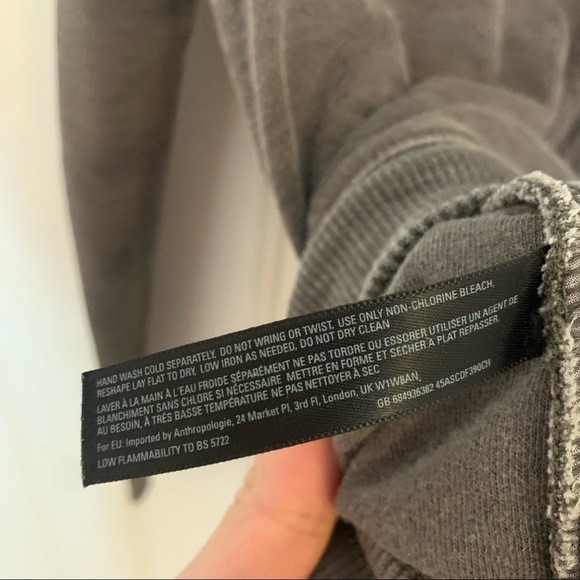 HAND WASH COLD SEPARATELY, DO NOT WRING OR TWIST. USE ONLY NON-CHLORINE BLEACH,
RESHAPE LAY FLAT TO DRY. LOW IRON AS NEEDED. DO NOT DRY CLEAN
LAVER À LA MAIN À L'EAU FROIDE SÉPARÉMENT NE PAS TORDRE OU ESSORER UTILISER UN AGENT DE
BLANCHIMENT SANS CHLORE SI NÉCESSAIRE METTRE EN FORME ET SÉCHER À PLAT REPASSER,
AU BESOIN, À TRÈS BASSE TEMPÉRATURE NE PAS NETTOYER À SEC
For EU: Imported by Anthropologie, 24 Market Pl, 3rd Fl, London, UK W1W8AN,
GB 884936382 45ASCDF390CH
LOW FLAMMABILITY TO BS 5722